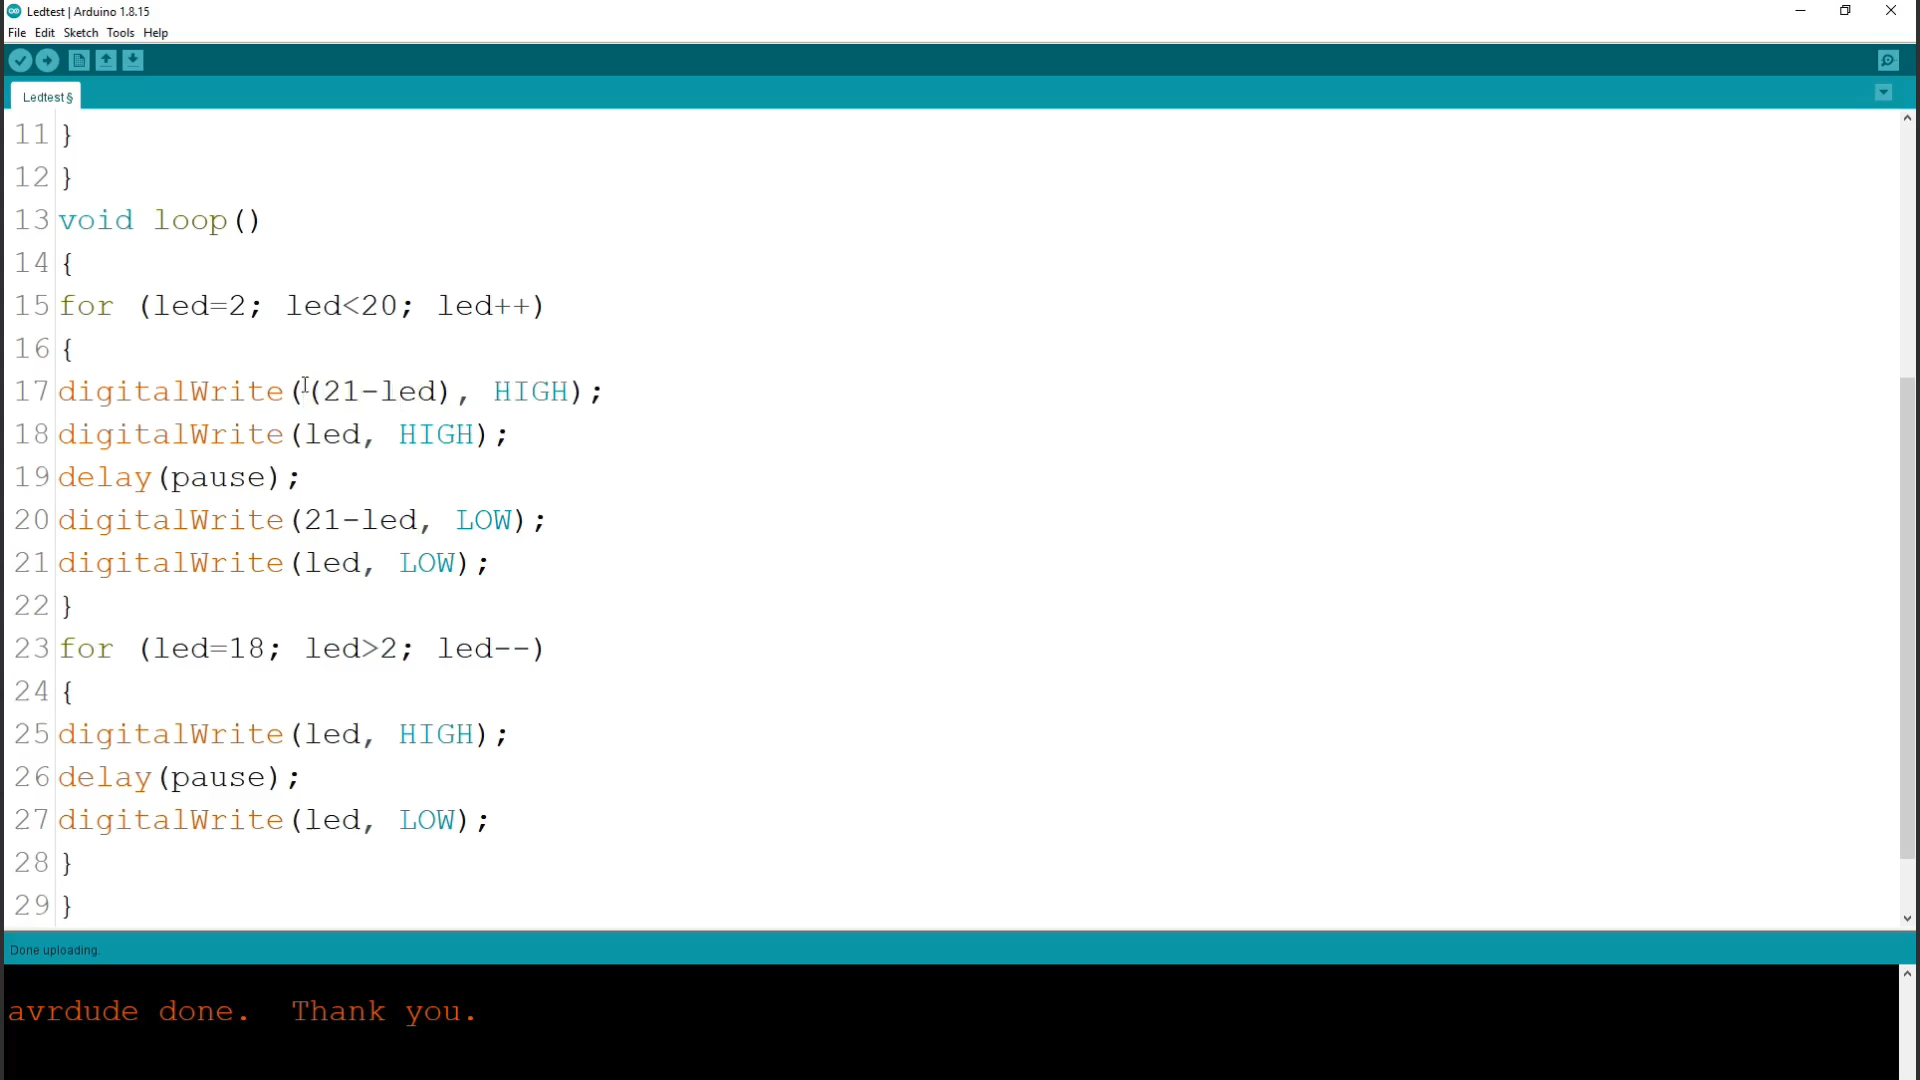 Ledtest | Arduino 1.8.15
File Edit Sketch Tools Help
Ledtest §
11 }
12 }
13 void loop()
14 {
15 for (led=2; led<20; led++)
16 {
17 digitalWrite((21-led), HIGH);
18 digitalWrite(led, HIGH);
19 delay(pause);
20 digitalWrite(21-led, LOW);
21 digitalWrite(led, LOW);
22 }
23 for (led=18; led>2; led--)
24 {
25 digitalWrite(led, HIGH);
26 delay(pause);
27 digitalWrite(led, LOW);
28 }
29 }
Done uploading.
avrdude done.  Thank you.